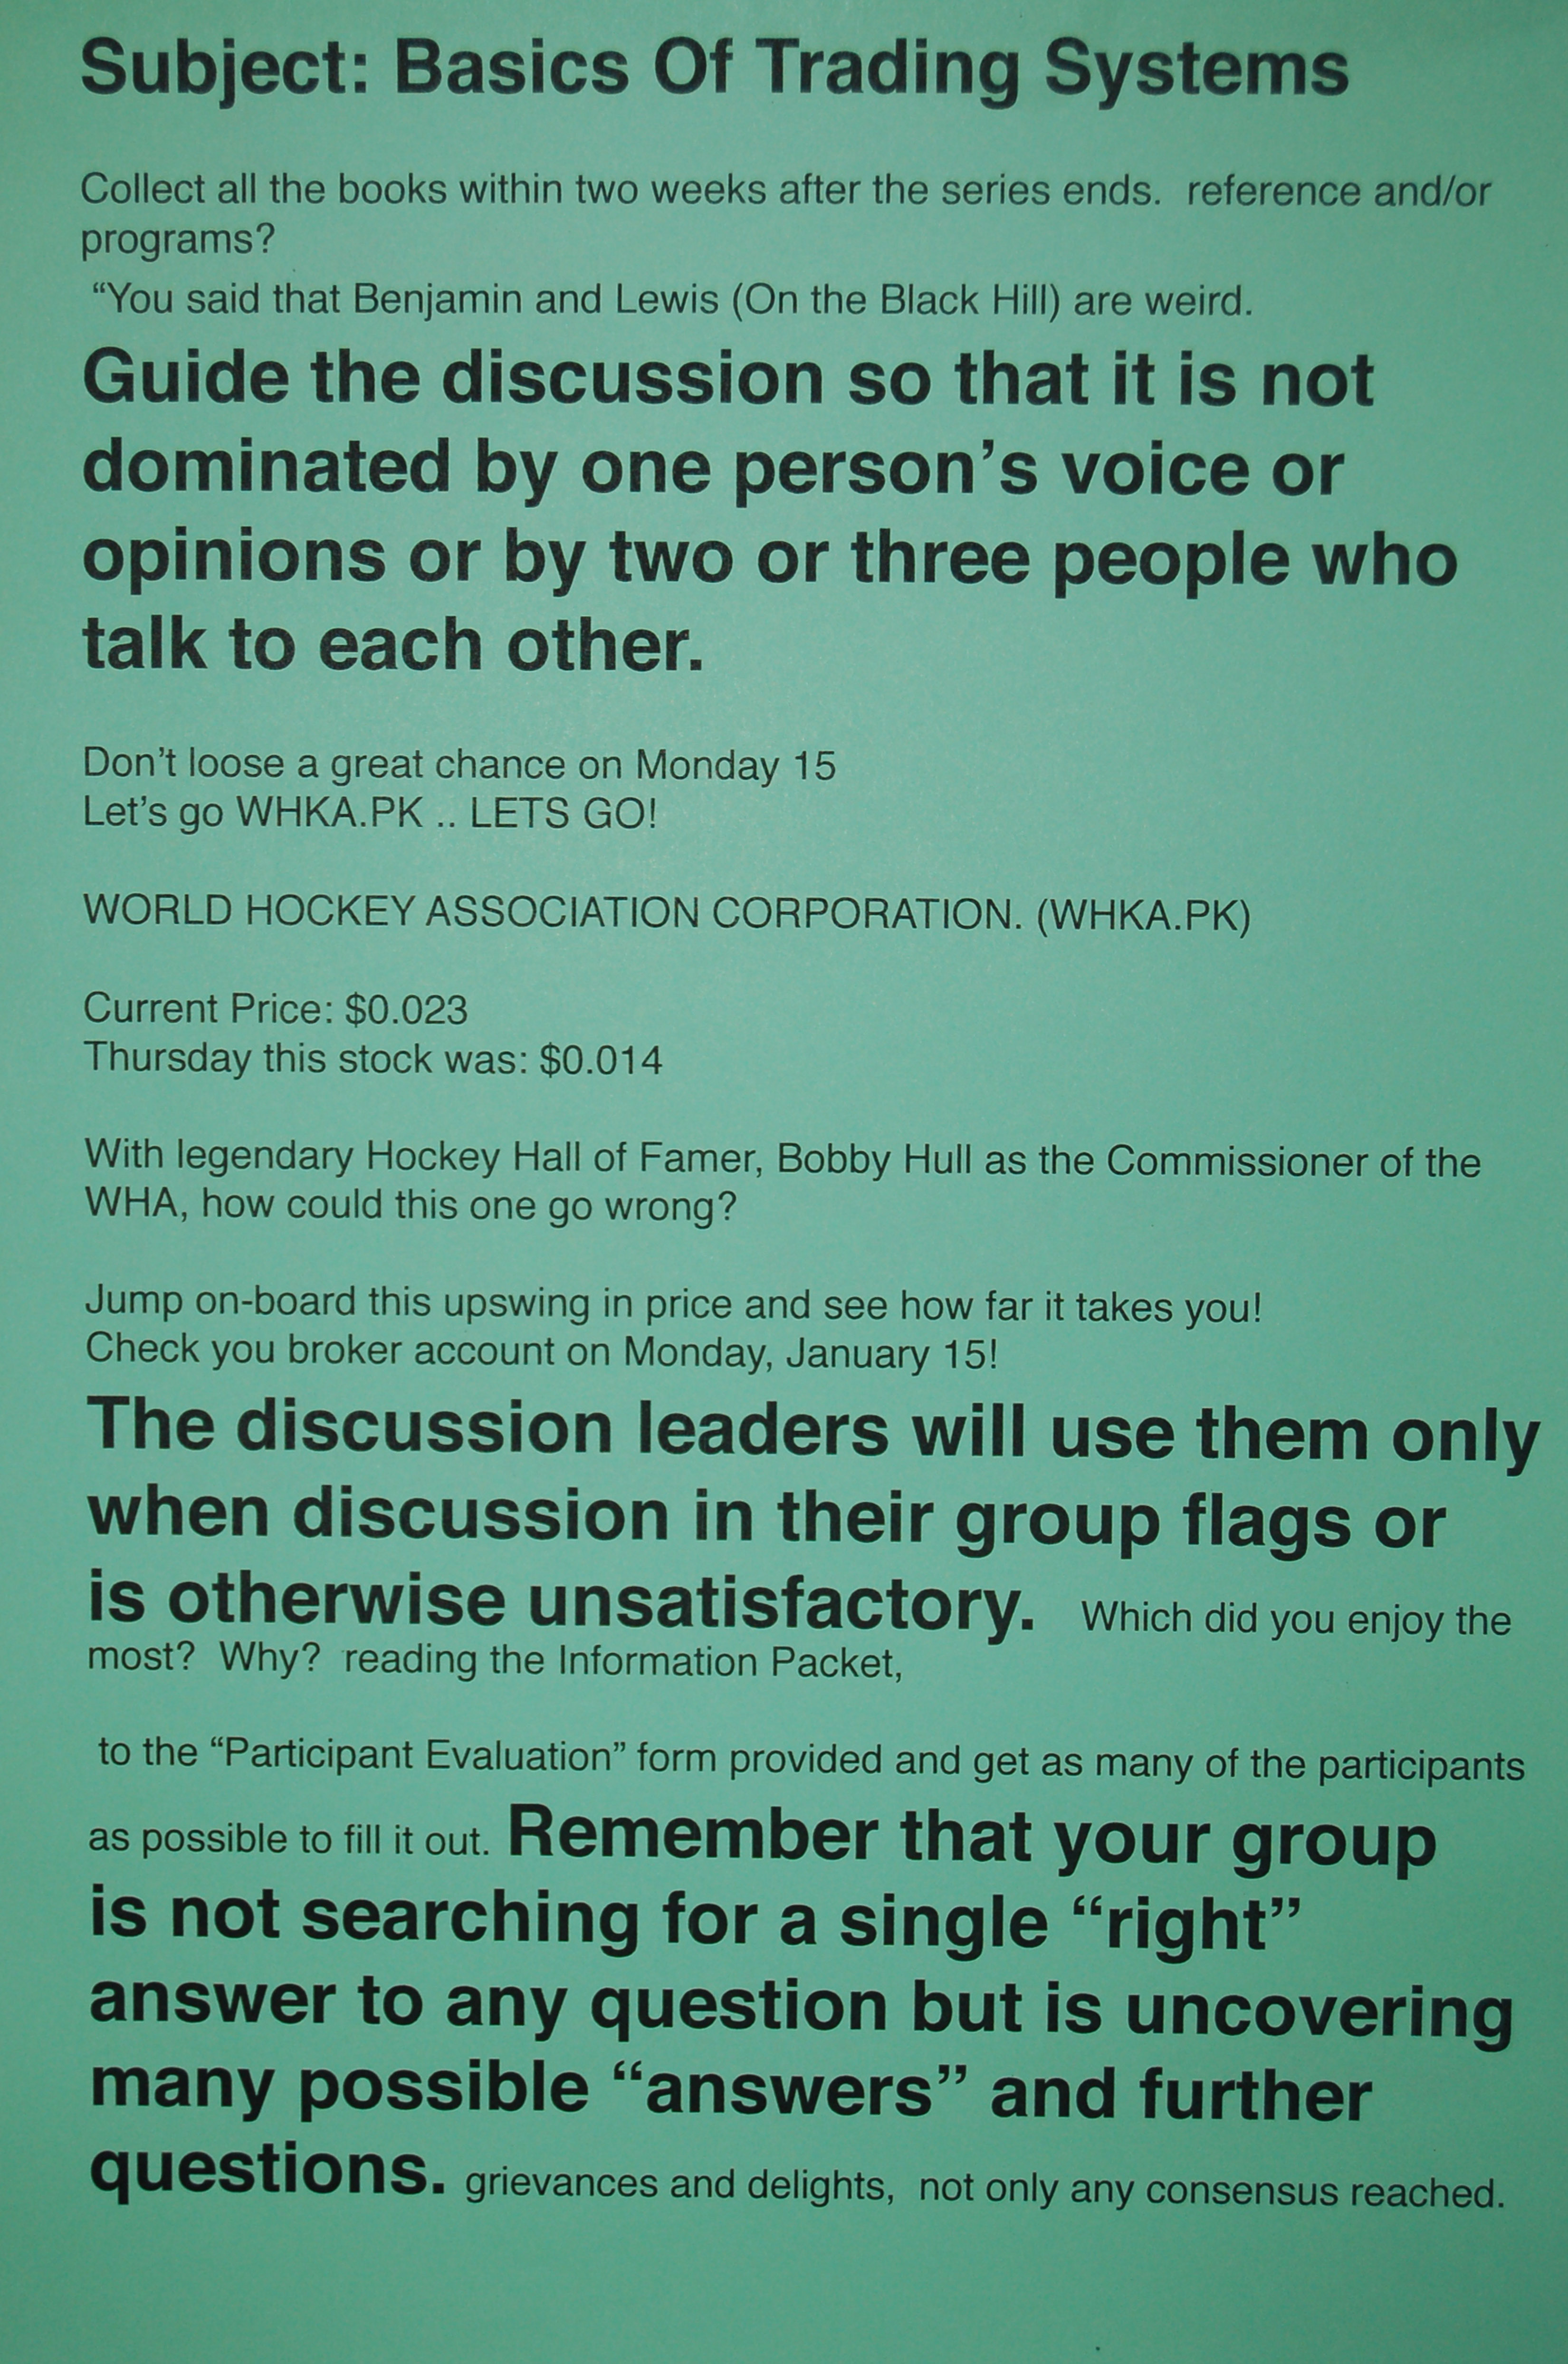 Subject: Basics Of Trading Systems
Collect all the books within two weeks after the series ends.  reference and/or
programs?
“You said that Benjamin and Lewis (On the Black Hill) are weird.
Guide the discussion so that it is not
dominated by one person’s voice or
opinions or by two or three people who
talk to each other.
Don’t loose a great chance on Monday 15
Let’s go WHKA.PK .. LETS GO!
WORLD HOCKEY ASSOCIATION CORPORATION. (WHKA.PK)
Current Price: $0.023
Thursday this stock was: $0.014
With legendary Hockey Hall of Famer, Bobby Hull as the Commissioner of the
WHA, how could this one go wrong?
Jump on-board this upswing in price and see how far it takes you!
Check you broker account on Monday, January 15!
The discussion leaders will use them only
when discussion in their group flags or
is otherwise unsatisfactory.  Which did you enjoy the
most?  Why?  reading the Information Packet,
to the “Participant Evaluation” form provided and get as many of the participants
as possible to fill it out. Remember that your group
is not searching for a single “right”
answer to any question but is uncovering
many possible “answers” and further
questions. grievances and delights,  not only any consensus reached.